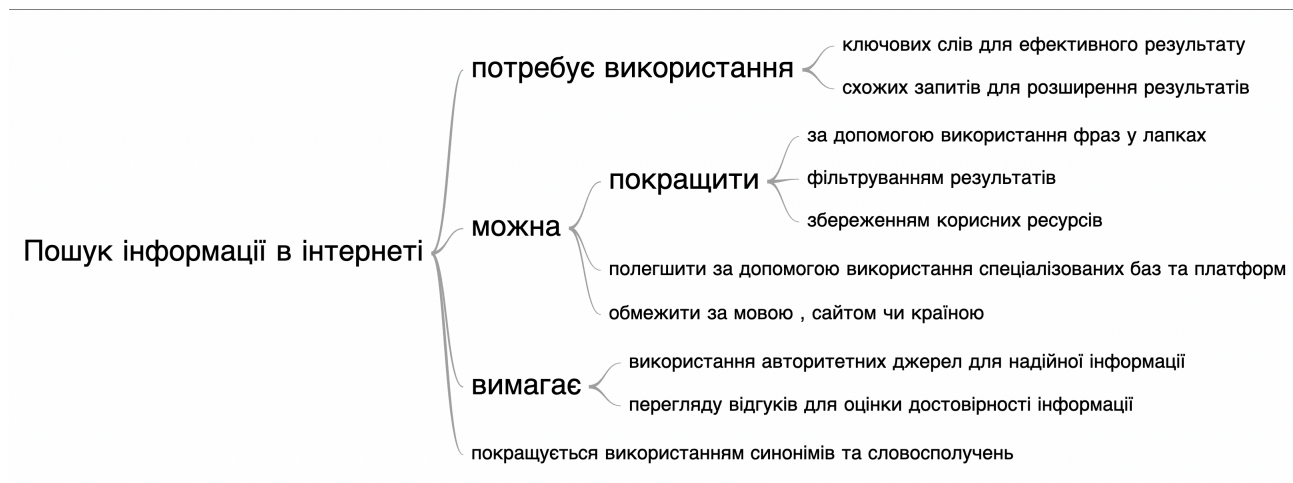 Пошук інформації в інтернеті
потребує використання
ключових слів для ефективного результату
схожих запитів для розширення результатів
можна
покращити
за допомогою використання фраз у лапках
фільтруванням результатів
збереженням корисних ресурсів
полегшити за допомогою використання спеціалізованих баз та платформ
обмежити за мовою , сайтом чи країною
вимагає
використання авторитетних джерел для надійної інформації
перегляду відгуків для оцінки достовірності інформації
покращується використанням синонімів та словосполучень